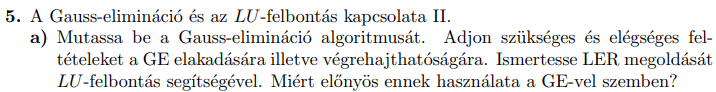 5. A Gauss-elimináció és az LU-felbontás kapcsolata II.
a) Mutassa be a Gauss-elimináció algoritmusát. Adjon szükséges és elégséges fel-
tételeket a GE elakadására illetve végrehajthatóságára. Ismertesse LER megoldását
LU-felbontás segítségével. Miért előnyös ennek használata a GE-vel szemben?